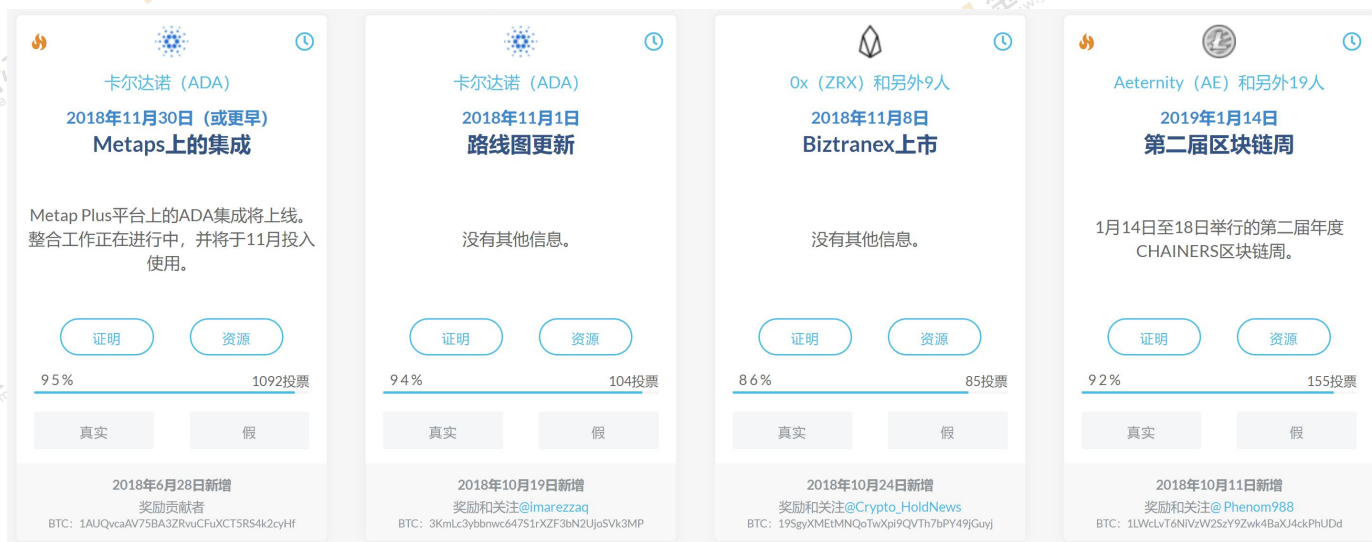 卡尔达诺（ADA）
2018年11月30日（或更早）
Metaps上的集成
Metap Plus平台上的ADA集成将上线。
整合工作正在进行中，并将于11月投入
使用。
证明 资源
95% 1092投票
真实 假
2018年6月28日新增
奖励贡献者
BTC：1AUQvcaAV75BA3ZRvuCFuXCT5RS4k2cyHf
卡尔达诺（ADA）
2018年11月1日
路线图更新
没有其他信息。
证明 资源
94% 104投票
真实 假
2018年10月19日新增
奖励和关注@imarezzaq
BTC：3KmLc3ybbnwc647S1rXZF3bN2UjoSVk3MP
0x（ZRX）和另外9人
2018年11月8日
Biztranex上市
没有其他信息。
证明 资源
86% 85投票
真实 假
2018年10月24日新增
奖励和关注@Crypto_HoldNews
BTC：19SgyXMEtMNQoTwXpi9QVTh7bPY49jGuyj
Aeternity（AE）和另外19人
2019年1月14日
第二届区块链周
1月14日至18日举行的第二届年度
CHAINERS区块链周。
证明 资源
92% 155投票
真实 假
2018年10月11日新增
奖励和关注@ Phenom988
BTC：1LWcLvT6NiVzW2SzY9Zwk4BaXJ4ckPhUDd